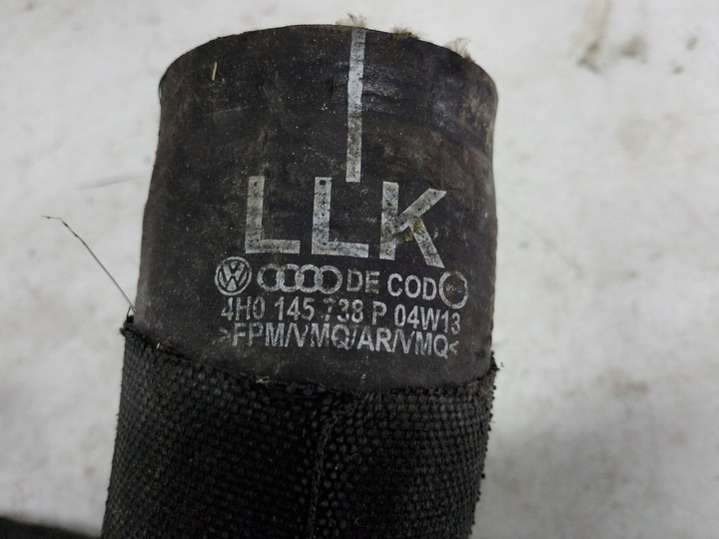 LLK
DE COD
4H0 145 738 P 04W13
>FPM/VMQ/AR/VMQ<